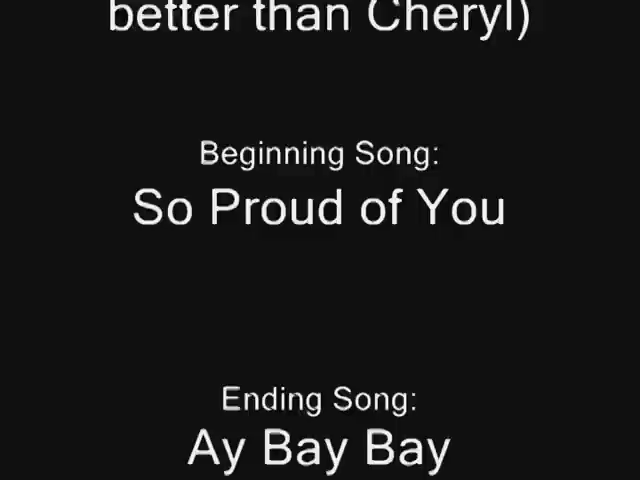 better than Cheryl)
Beginning Song:
So Proud of You
Ending Song:
Ay Bay Bay